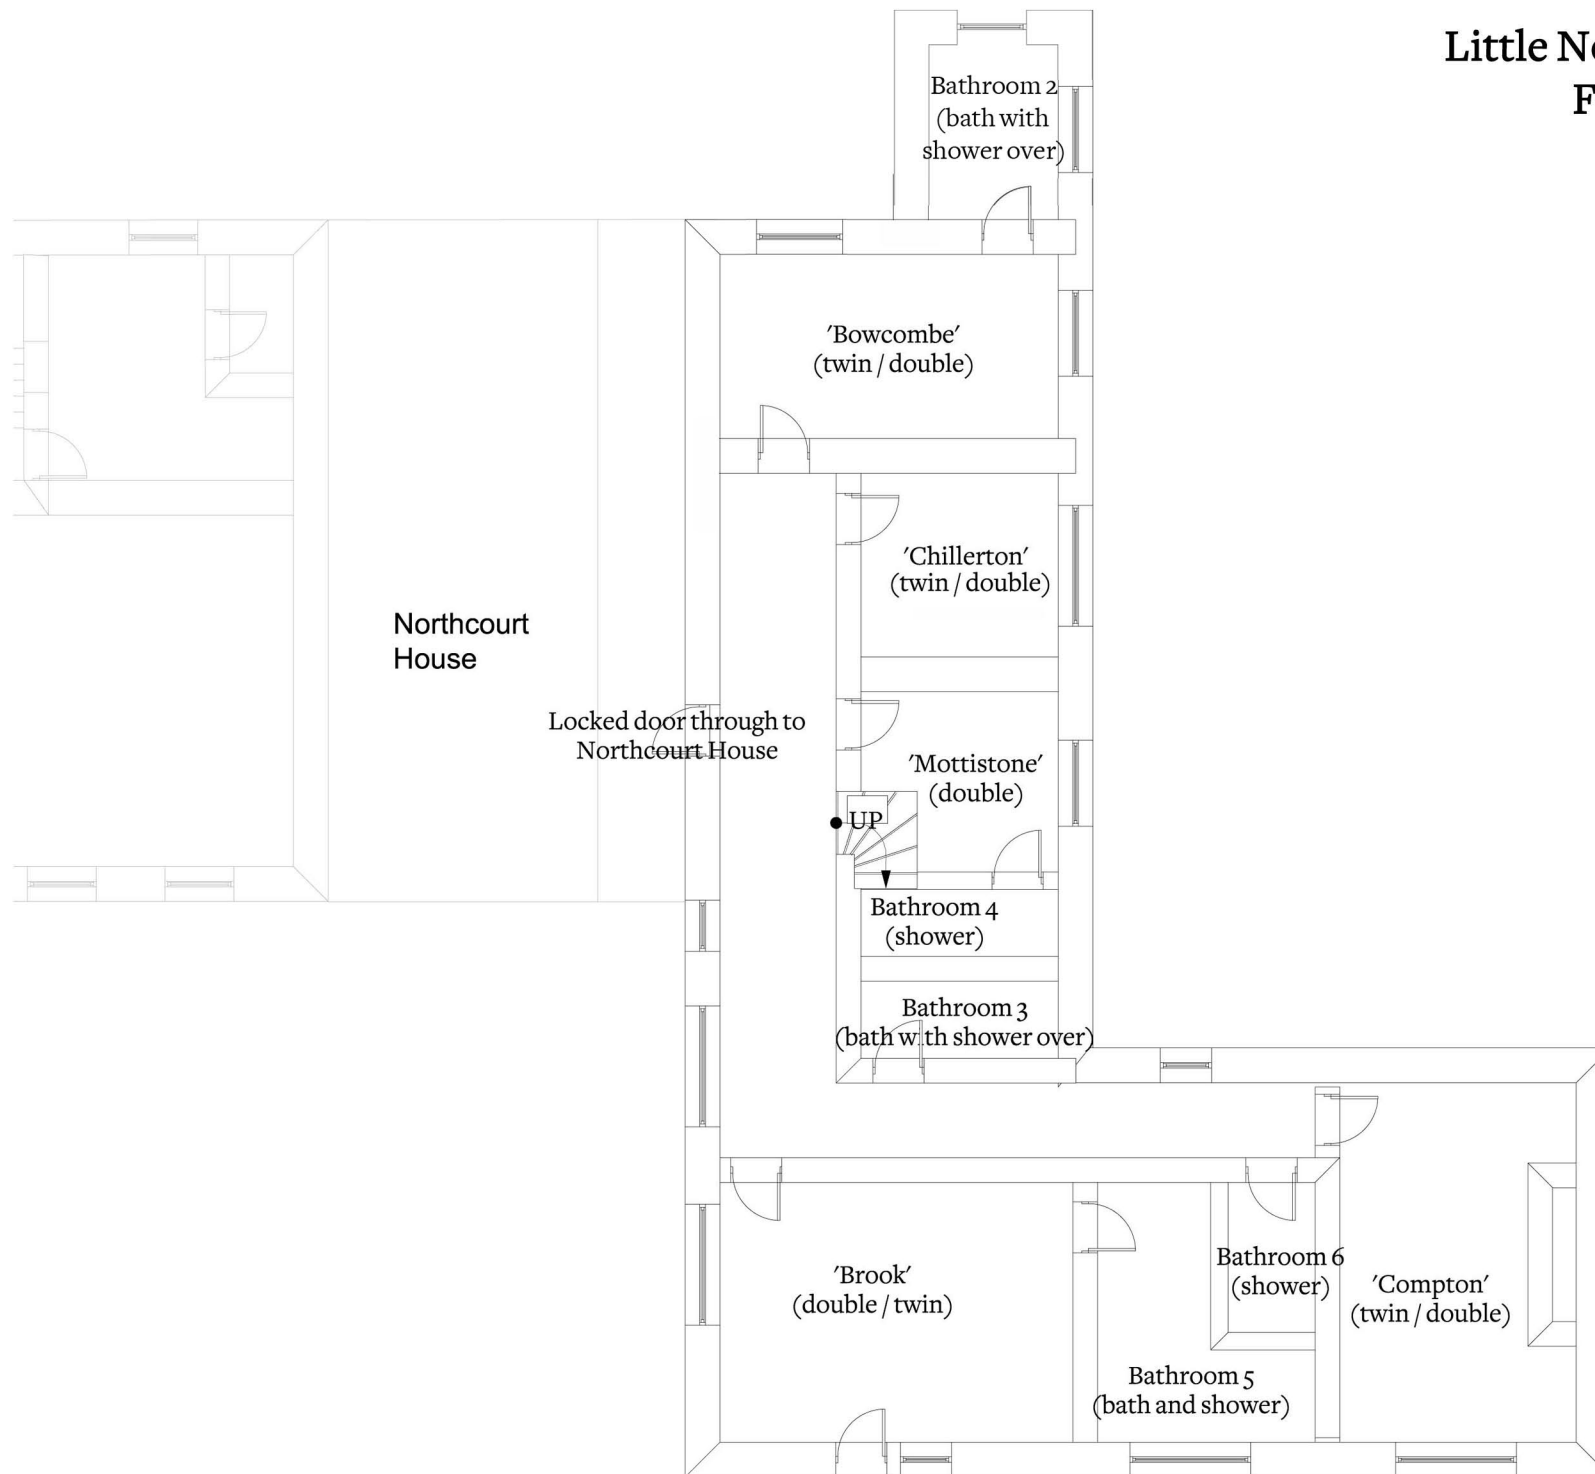 Little
F
Bathroom 2
(bath with
shower over)
'Bowcombe'
(twin / double)
'Chillerton'
(twin / double)
Northcourt
House
Locked door through to
Northcourt House
'Mottistone'
(double)
UP
Bathroom 4
(shower)
Bathroom 3
(bath with shower over)
'Brook'
(double / twin)
Bathroom 6
(shower)
'Compton'
(twin / double)
Bathroom 5
(bath and shower)